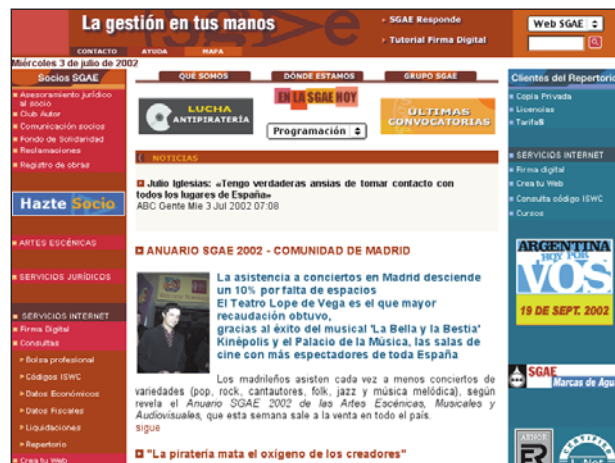 La gestión en tus manos
SGAE Responde
Tutorial Firma Digital
Web SGAE
CONTACTO AYUDA MAPA
Miércoles 3 de julio de 2002
Socios SGAE
Asesoramiento jurídico al socio
Club Autor
Comunicación socios
Fondo de Solidaridad
Reclamaciones
Registro de obras
Hazte Socio
ARTES ESCÉNICAS
SERVICIOS JURÍDICOS
SERVICIOS INTERNET
Firma Digital
Consultas
Bolsa profesional
Códigos ISWC
Datos Económicos
Datos Fiscales
Liquidaciones
Repertorio
Crea tu Web
QUÉ SOMOS
DÓNDE ESTAMOS
GRUPO SGAE
LUCHA
ANTIPIRATERÍA
EN LA SGAE HOY
Programación
ÚLTIMAS
CONVOCATORIAS
NOTICIAS
Julio Iglesias: «Tengo verdaderas ansias de tomar contacto con
todos los lugares de España»
ABC Gente Mie 3 Jul 2002 07:08
ANUARIO SGAE 2002 - COMUNIDAD DE MADRID
La asistencia a conciertos en Madrid desciende
un 10% por falta de espacios
El Teatro Lope de Vega es el que mayor
recaudación obtuvo,
gracias al éxito del musical 'La Bella y la Bestia'
Kinépolis y el Palacio de la Música, las salas de
cine con más espectadores de toda España
Los madrileños asisten cada vez a menos conciertos de
variedades (pop, rock, cantautores, folk, jazz y música melódica), según
revela el Anuario SGAE 2002 de las Artes Escénicas, Musicales y
Audiovisuales, que esta semana sale a la venta en todo el país.
sigue
"La piratería mata el oxígeno de los creadores"
Clientes del Repertorio
Copia Privada
Licencias
Tarifas
SERVICIOS INTERNET
Firma digital
Crea tu Web
Consulta código ISWC
Cursos
ARGENTINA
HOY POR
VOS
19 DE SEPT. 2002
SGAE
Marcas de Agua
AENOR
ER